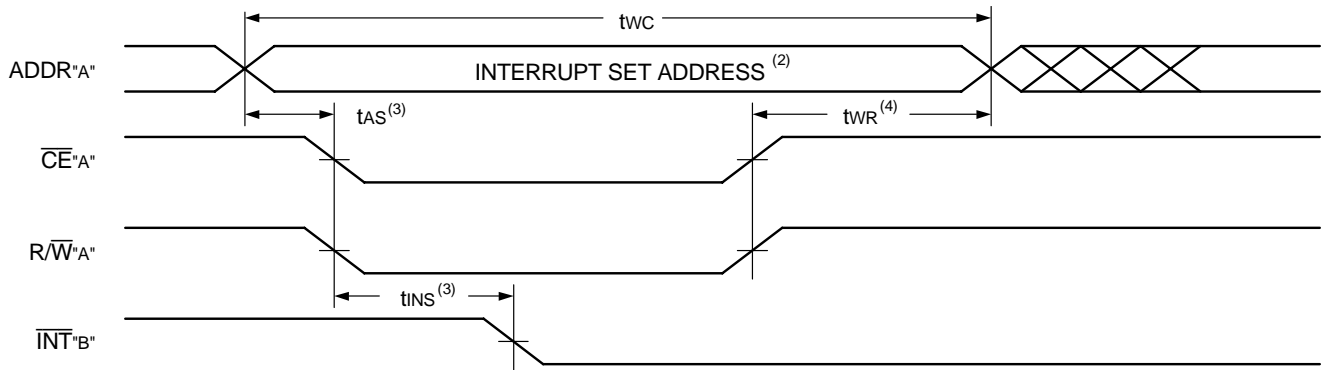 tWC
ADDR"A" INTERRUPT SET ADDRESS (2)
tAS(3) tWR(4)
CE"A"
R/W"A"
tINS(3)
INT"B"